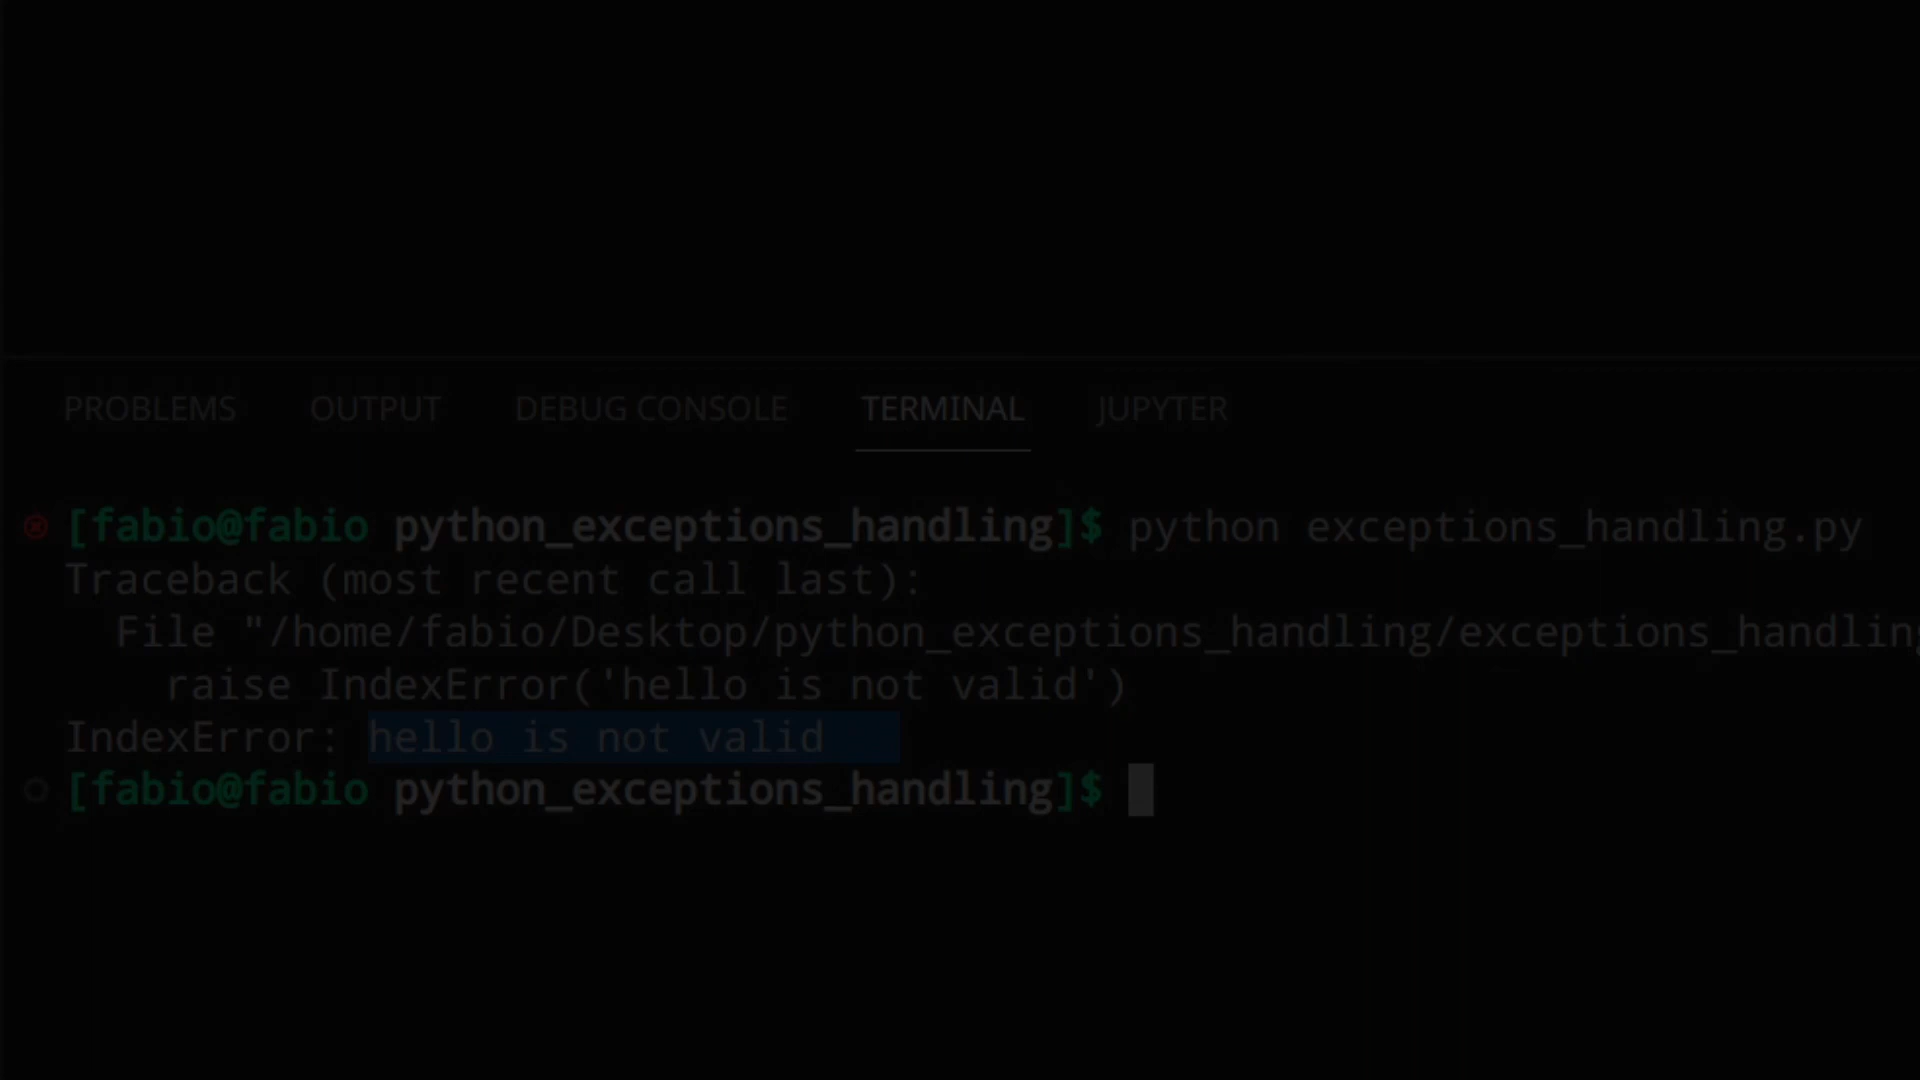 PROBLEMS OUTPUT DEBUG CONSOLE TERMINAL JUPYTER
[fabio@fabio python_exceptions_handling]$ python exceptions_handling.py
Traceback (most recent call last):
File "/home/fabio/Desktop/python_exceptions_handling/exceptions_handling
raise IndexError('hello is not valid')
IndexError: hello is not valid
[fabio@fabio python_exceptions_handling]$